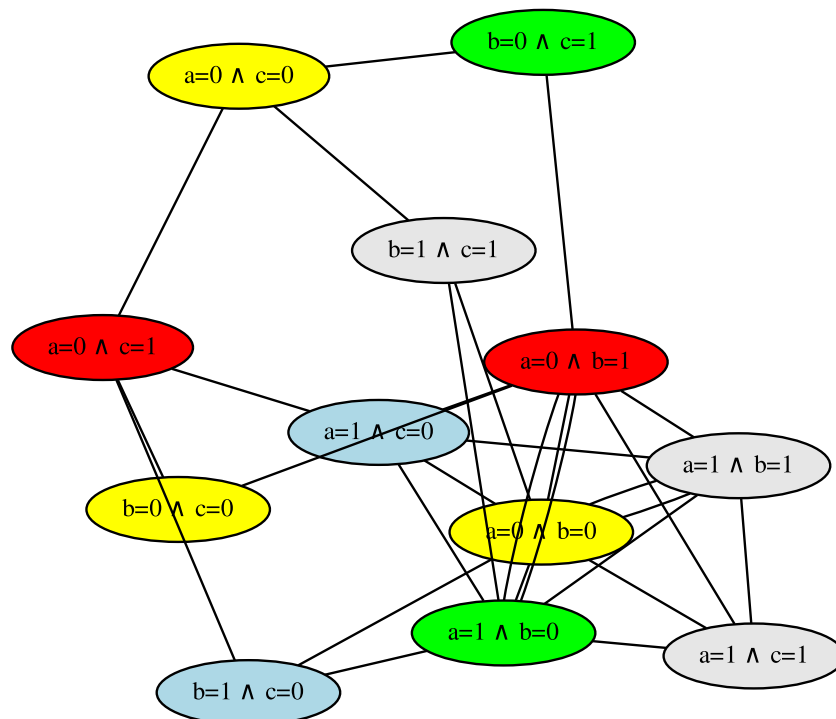 b=0 ∧ c=1
a=0 ∧ c=0
b=1 ∧ c=1
a=0 ∧ c=1
a=0 ∧ b=1
a=1 ∧ c=0
a=1 ∧ b=1
b=0 ∧ c=0
a=0 ∧ b=0
a=1 ∧ b=0
a=1 ∧ c=1
b=1 ∧ c=0